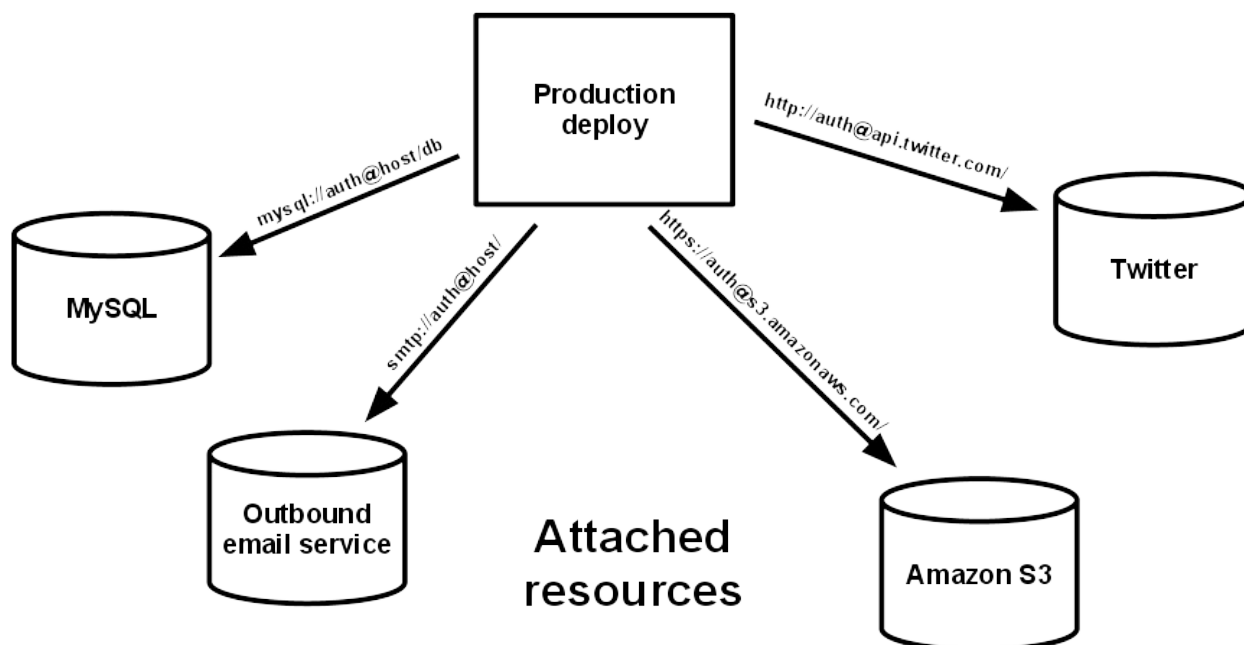 Production
deploy
mysql://auth@host/db
http://auth@api.twitter.com/
smtp://auth@host/
https://auth@s3.amazonaws.com/
MySQL
Twitter
Outbound
email service
Attached
resources
Amazon S3